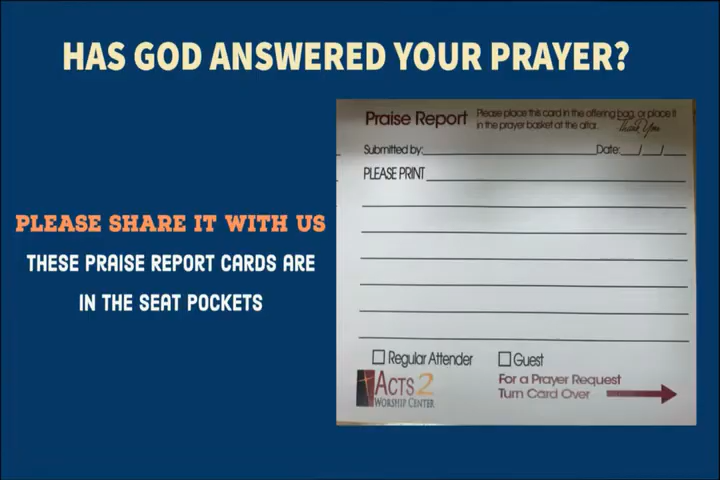 HAS GOD ANSWERED YOUR PRAYER?
PLEASE SHARE IT WITH US
THESE PRAISE REPORT CARDS ARE
IN THE SEAT POCKETS
Praise Report
Please place this card in the offering bag, or place it
in the prayer basket at the altar. Thank You
Submitted by: Date: __/__/__
PLEASE PRINT
Regular Attender
Guest
ACTS 2
WORSHIP CENTER
For a Prayer Request
Turn Card Over